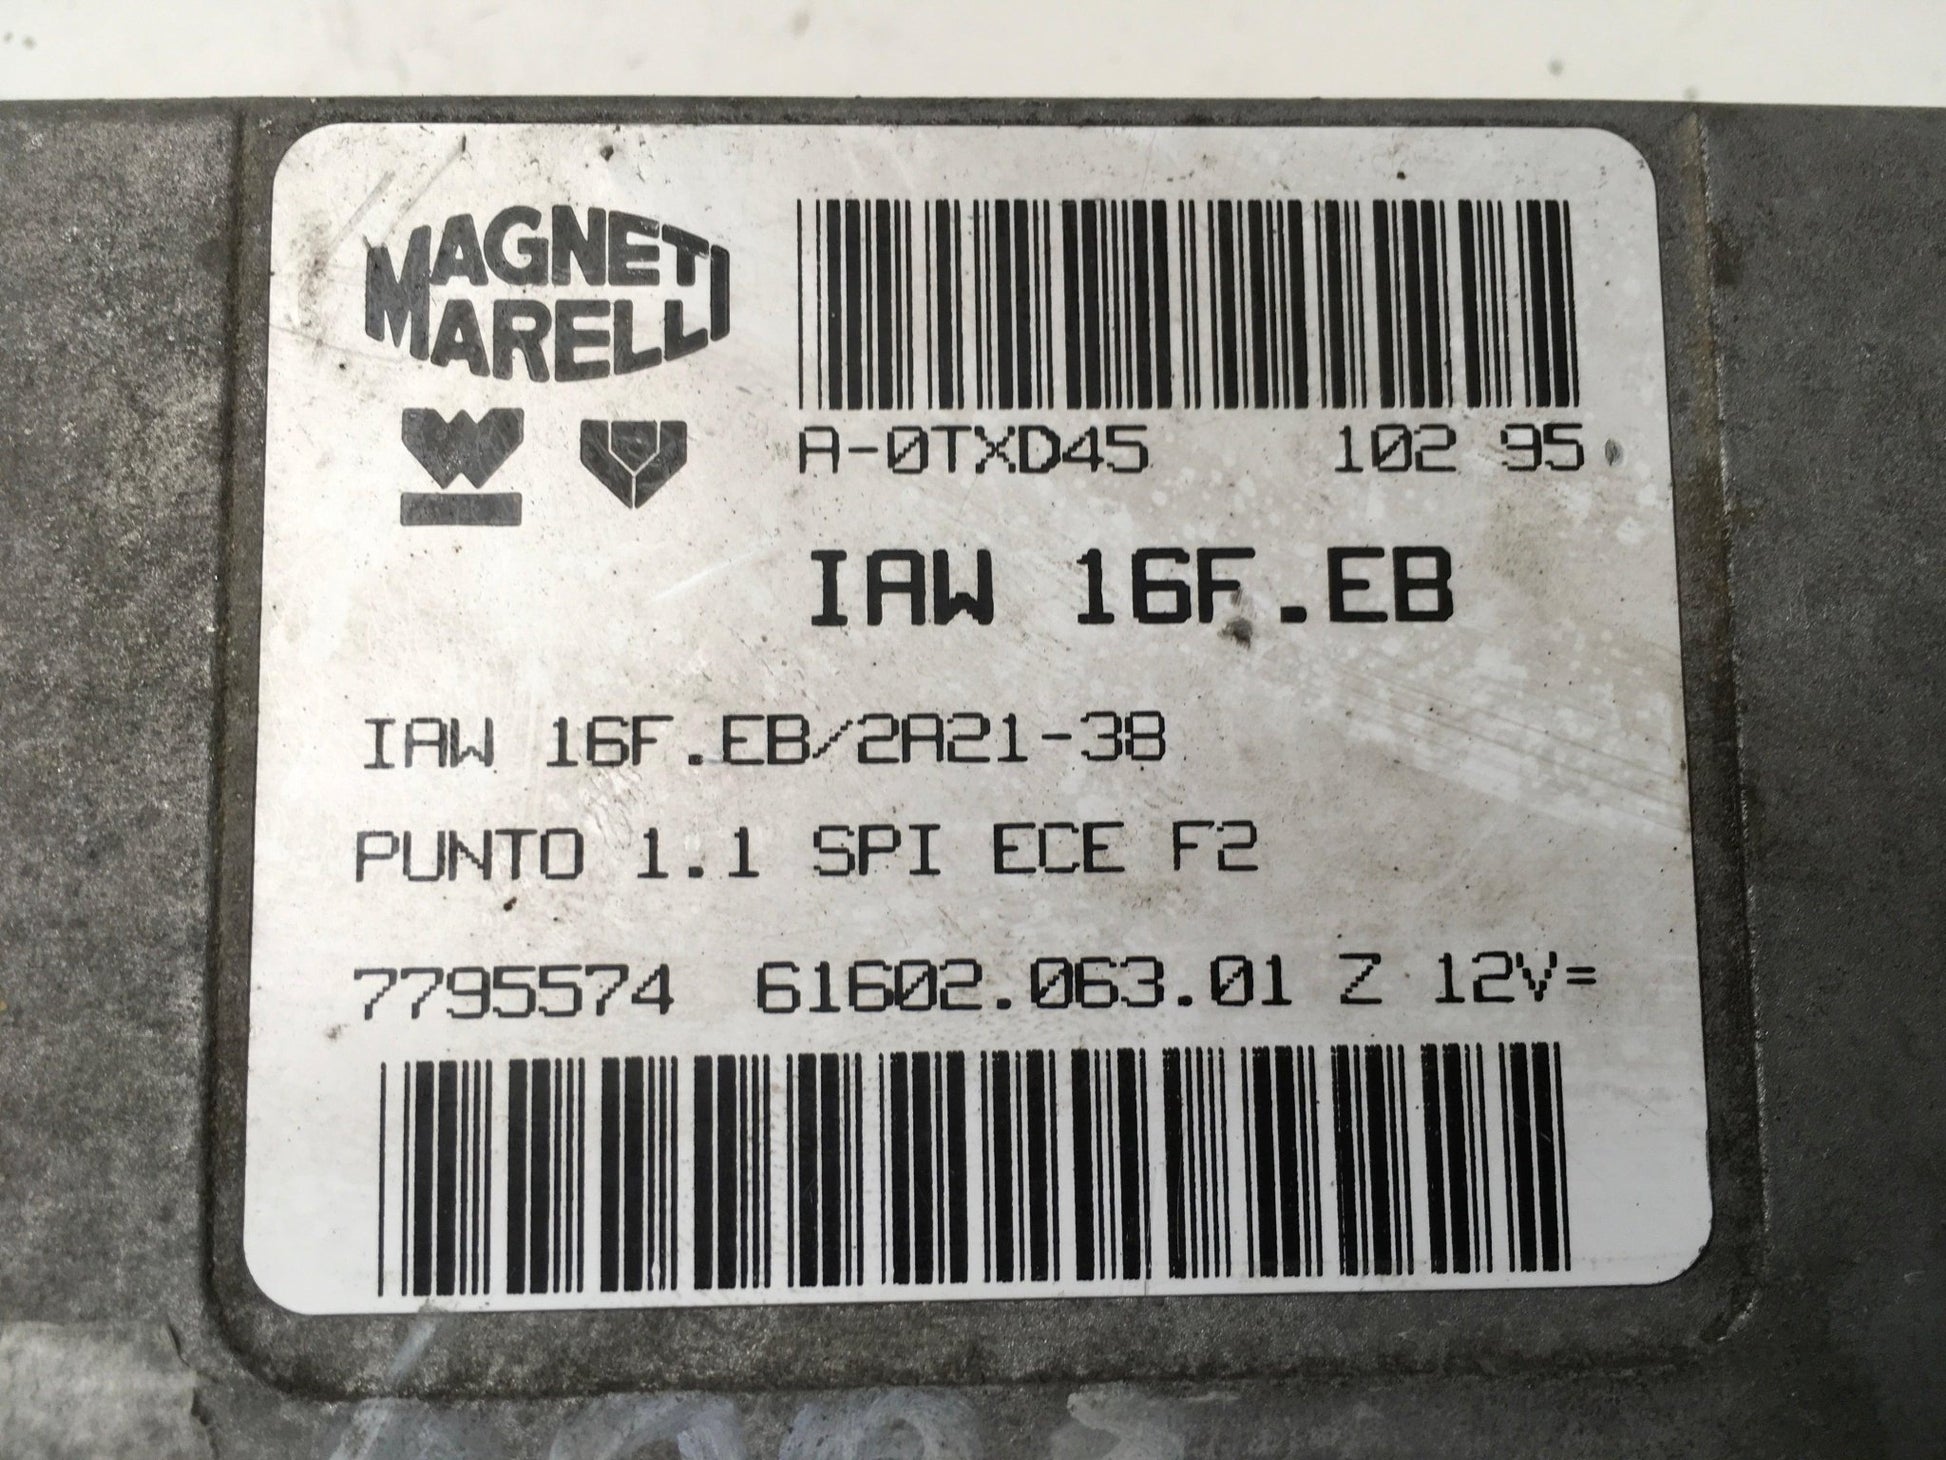 MAGNETI
MARELLI
A-0TXD45 102 95
IAW 16F.EB
IAW 16F.EB/2A21-38
PUNTO 1.1 SPI ECE F2
7795574 61602.063.01 Z 12V=